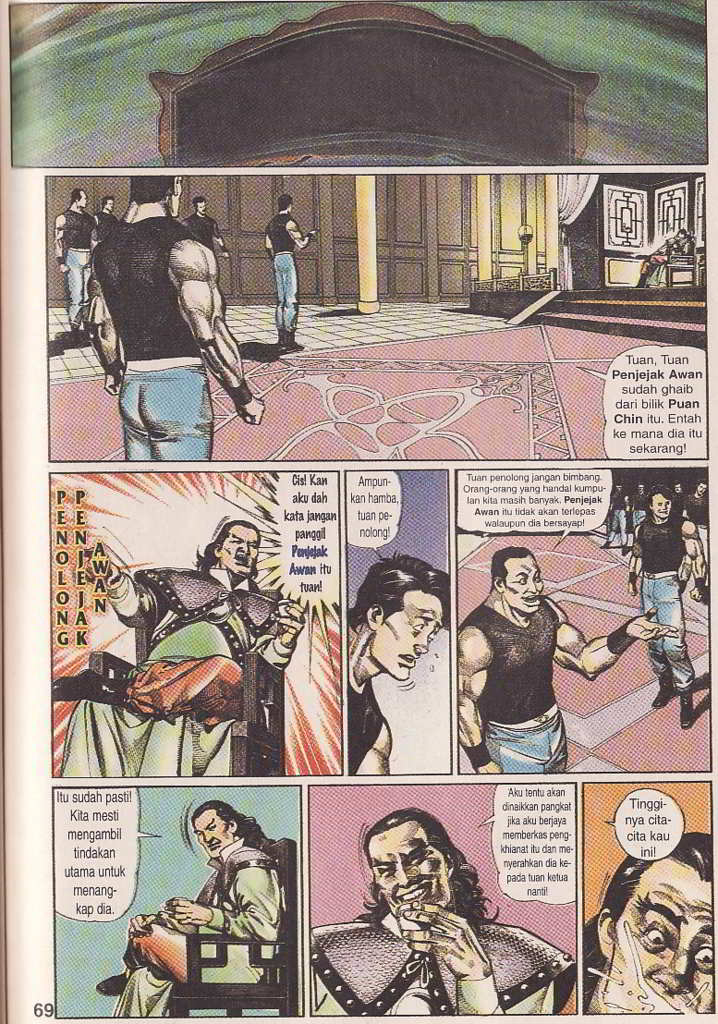 Tuan, Tuan
Penjejak Awan
sudah ghaib
dari bilik Puan
Chin itu. Entah
ke mana dia itu
sekarang!
PENOLONG
PENJEJAK
AWAN
Cis! Kan
aku dah
kata jangan
panggil
Penjejak
Awan itu
tuan!
Ampun-
kan hamba,
tuan pe-
nolong!
Tuan penolong jangan bimbang.
Orang-orang yang handal kumpu-
lan kita masih banyak. Penjejak
Awan itu tidak akan terlepas
walaupun dia bersayap!
Itu sudah pasti!
Kita mesti
mengambil
tindakan
utama untuk
menang-
kap dia.
Aku tentu akan
dinaikkan pangkat
jika aku berjaya
memberkas peng-
khianat itu dan me-
nyerahkan dia ke-
pada tuan ketua
nanti!
Tinggi-
nya cita-
cita kau
ini!
69